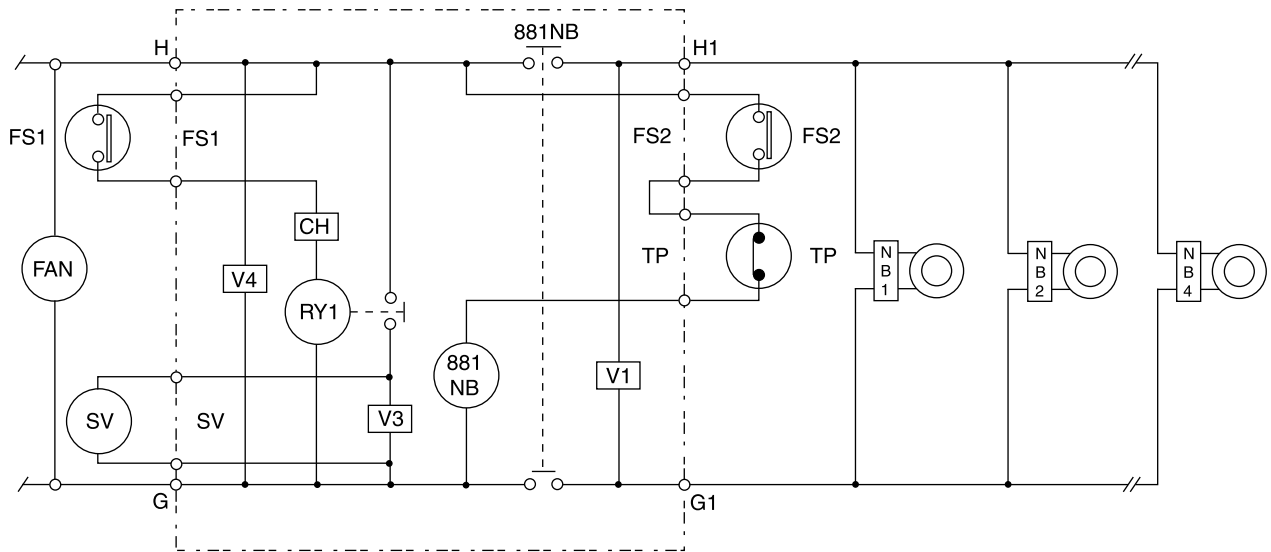 881NB
H
H1
FS1
FS1
FS2
FS2
CH
TP
TP
FAN
V4
RY1
N
B
1
N
B
2
N
B
4
881
NB
V1
SV
SV
V3
G
G1